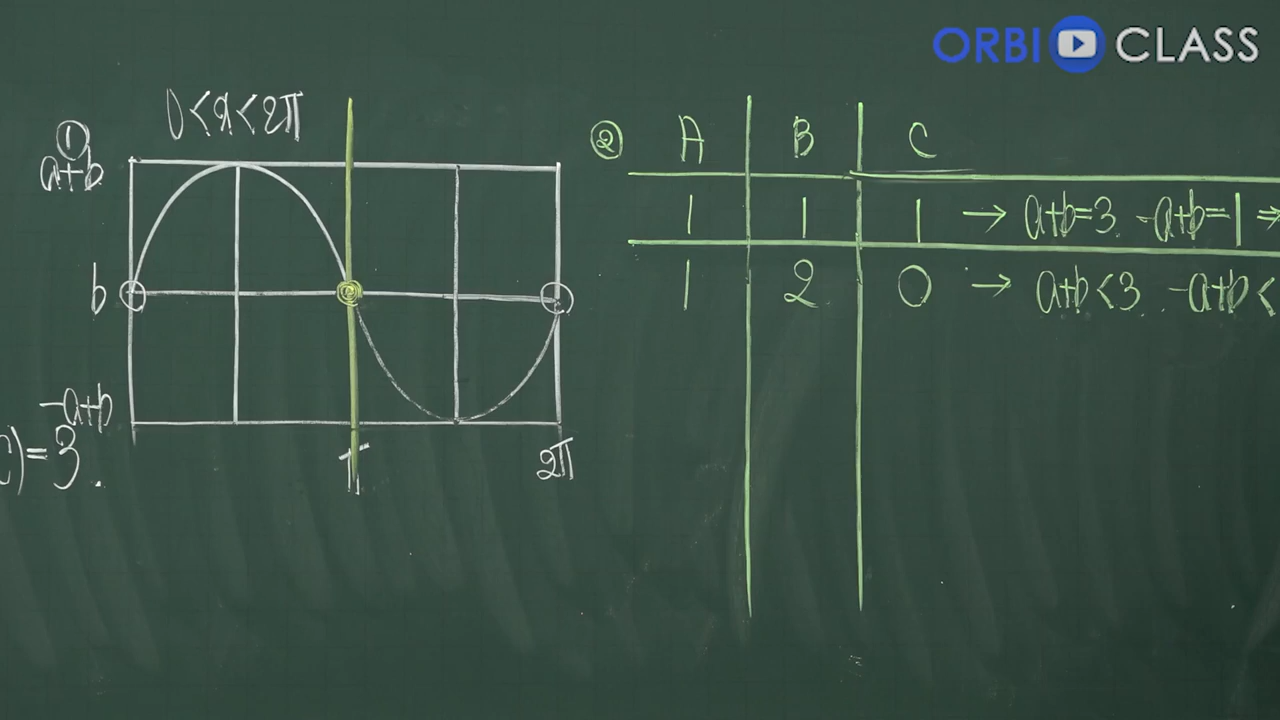 ORBI CLASS
0<x<2π
①
a+b
b
-a+b
)=3.
π
2π
② A B C
1 1 1 → a+b=3. -a+b=1 ⇒
1 2 0 → a+b<3. -a+b<